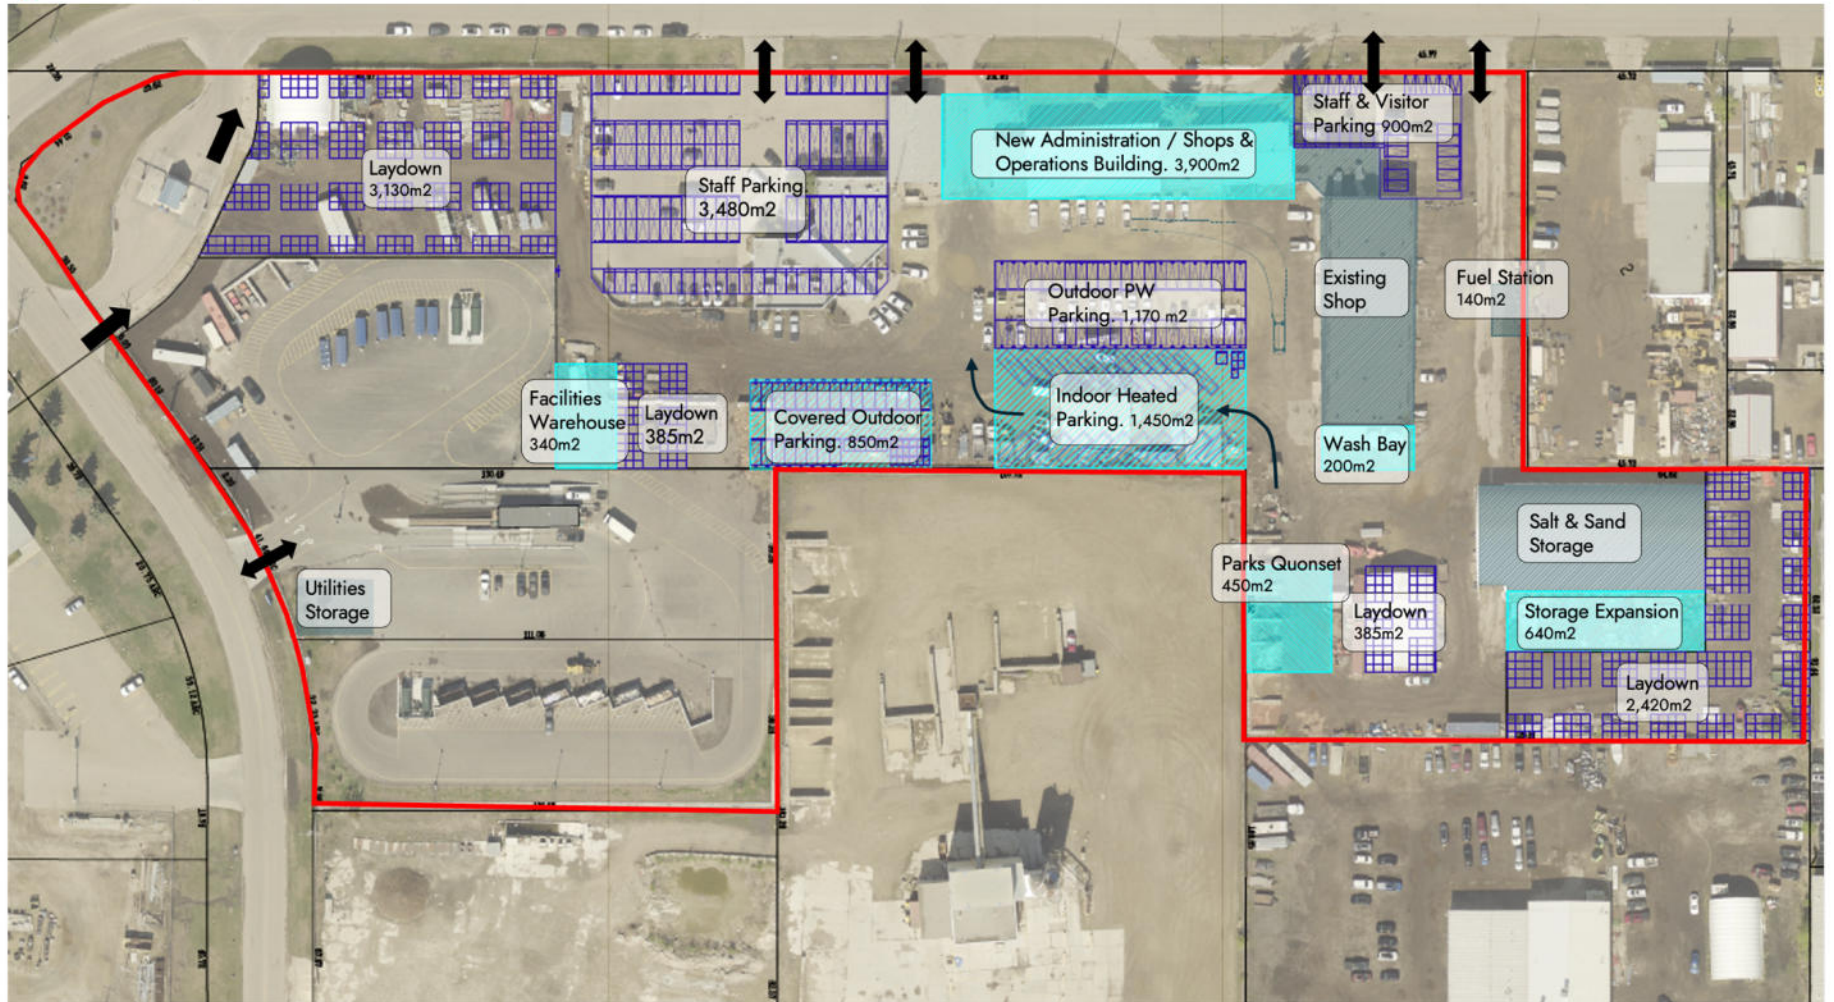 Laydown
3,130m2
Staff Parking.
3,480m2
New Administration / Shops &
Operations Building. 3,900m2
Staff & Visitor
Parking 900m2
Outdoor PW
Parking. 1,170 m2
Existing
Shop
Fuel Station
140m2
Facilities
Warehouse
340m2
Laydown
385m2
Covered Outdoor
Parking. 850m2
Indoor Heated
Parking. 1,450m2
Wash Bay
200m2
Salt & Sand
Storage
Utilities
Storage
Parks Quonset
450m2
Laydown
385m2
Storage Expansion
640m2
Laydown
2,420m2